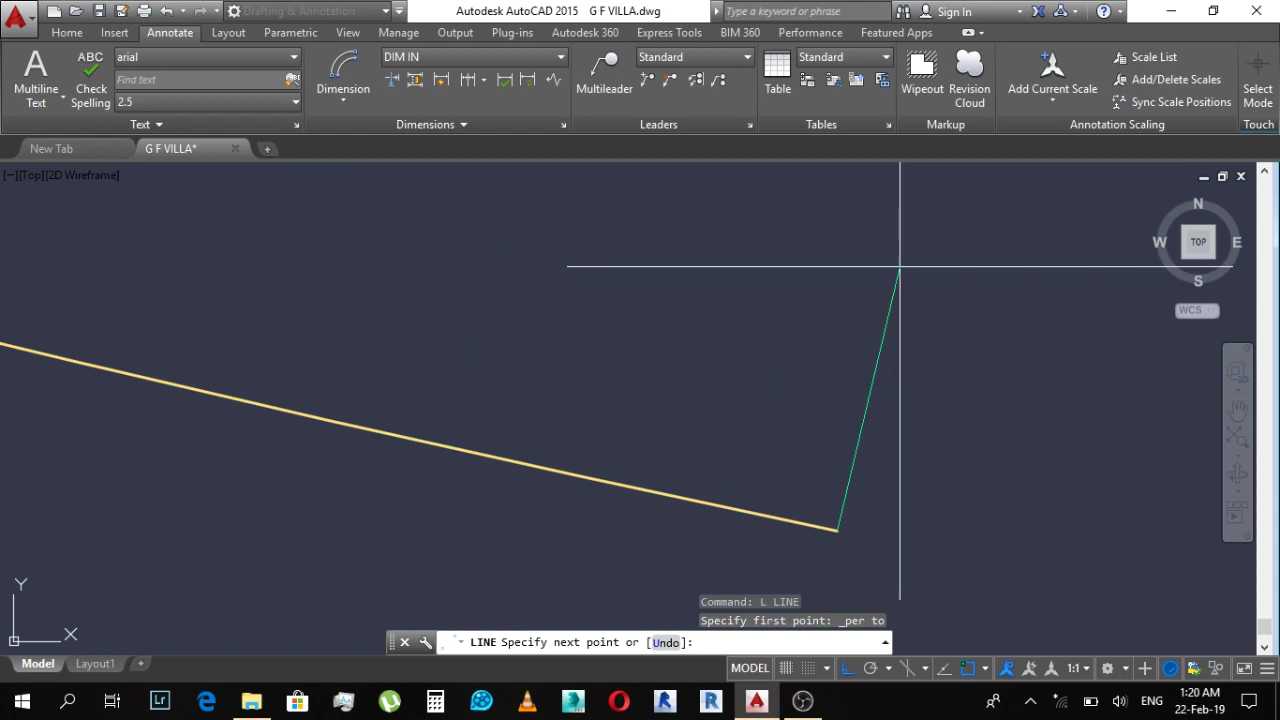 Drafting & Annotation
Autodesk AutoCAD 2015 G F VILLA.dwg
Type a keyword or phrase
Sign In
Home
Insert
Annotate
Layout
Parametric
View
Manage
Output
Plug-ins
Autodesk 360
Express Tools
BIM 360
Performance
Featured Apps
Multiline
Text
ABC
Check
Spelling
arial
Find text
2.5
Text
Dimension
DIM IN
Dimensions
Multileader
Standard
Leaders
Table
Standard
Tables
Wipeout
Revision
Cloud
Markup
Add Current Scale
Scale List
Add/Delete Scales
Sync Scale Positions
Annotation Scaling
Select
Mode
Touch
New Tab
G F VILLA*
[−][Top][2D Wireframe]
N
W
TOP
E
S
WCS
Y
X
Command: L LINE
Specify first point: _per to
LINE Specify next point or [Undo]:
Model
Layout1
MODEL
1:1
Lr
ENG
1:20 AM
22-Feb-19